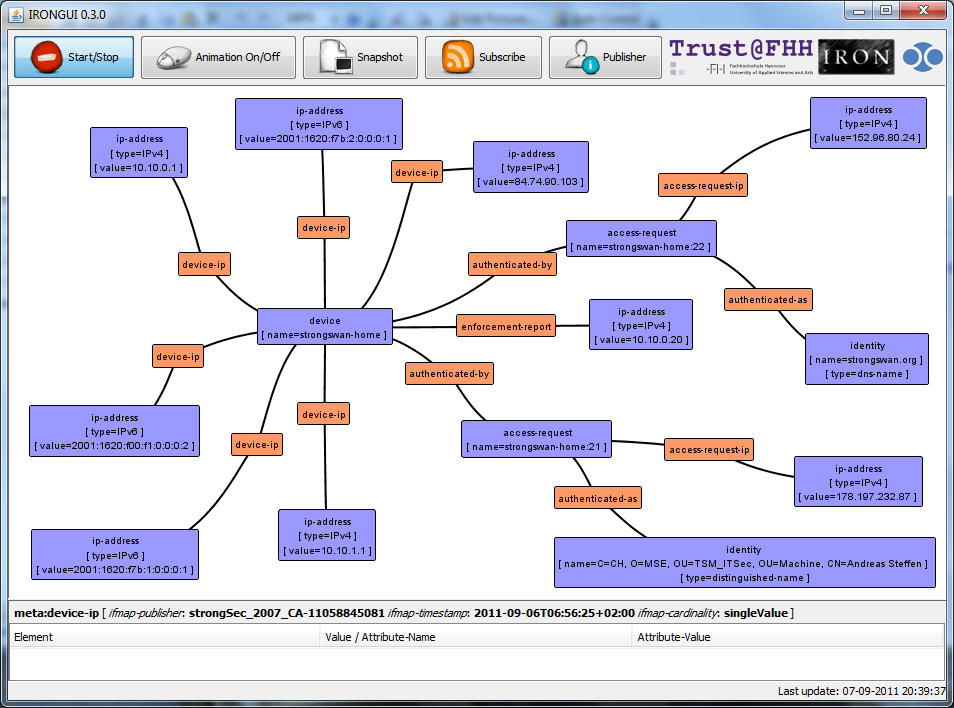 IRONGUI 0.3.0
Start/Stop
Animation On/Off
Snapshot
Subscribe
Publisher
Trust@FHH
Fachhochschule Hannover
University of Applied Sciences and Arts
IRON
ip-address
[ type=IPv4 ]
[ value=10.10.0.1 ]
ip-address
[ type=IPv6 ]
[ value=2001:1620:f7b:2:0:0:0:1 ]
ip-address
[ type=IPv4 ]
[ value=84.74.90.103 ]
ip-address
[ type=IPv4 ]
[ value=152.96.80.24 ]
device-ip
access-request-ip
device-ip
access-request
[ name=strongswan-home:22 ]
device-ip
authenticated-by
authenticated-as
device
[ name=strongswan-home ]
enforcement-report
ip-address
[ type=IPv4 ]
[ value=10.10.0.20 ]
identity
[ name=strongswan.org ]
[ type=dns-name ]
device-ip
authenticated-by
ip-address
[ type=IPv6 ]
[ value=2001:1620:f00:f1:0:0:0:2 ]
device-ip
device-ip
access-request
[ name=strongswan-home:21 ]
access-request-ip
ip-address
[ type=IPv4 ]
[ value=178.197.232.87 ]
authenticated-as
ip-address
[ type=IPv6 ]
[ value=2001:1620:f7b:1:0:0:0:1 ]
ip-address
[ type=IPv4 ]
[ value=10.10.1.1 ]
identity
[ name=C=CH, O=MSE, OU=TSM_ITSec, OU=Machine, CN=Andreas Steffen ]
[ type=distinguished-name ]
meta:device-ip [ ifmap-publisher: strongSec_2007_CA-11058845081 ifmap-timestamp: 2011-09-06T06:56:25+02:00 ifmap-cardinality: singleValue ]
Element
Value / Attribute-Name
Attribute-Value
Last update: 07-09-2011 20:39:37